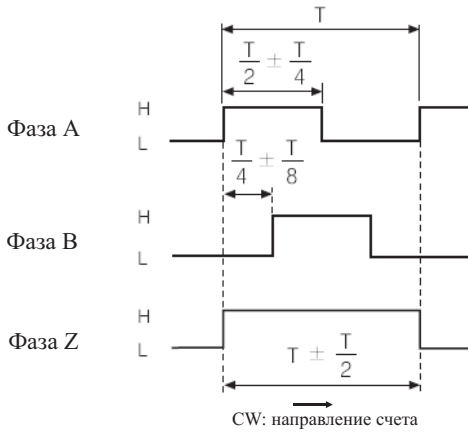 T
T/2 ± T/4
H
Фаза A
L
T/4 ± T/8
H
Фаза B
L
H
Фаза Z
L
T ± T/2
CW: направление счета